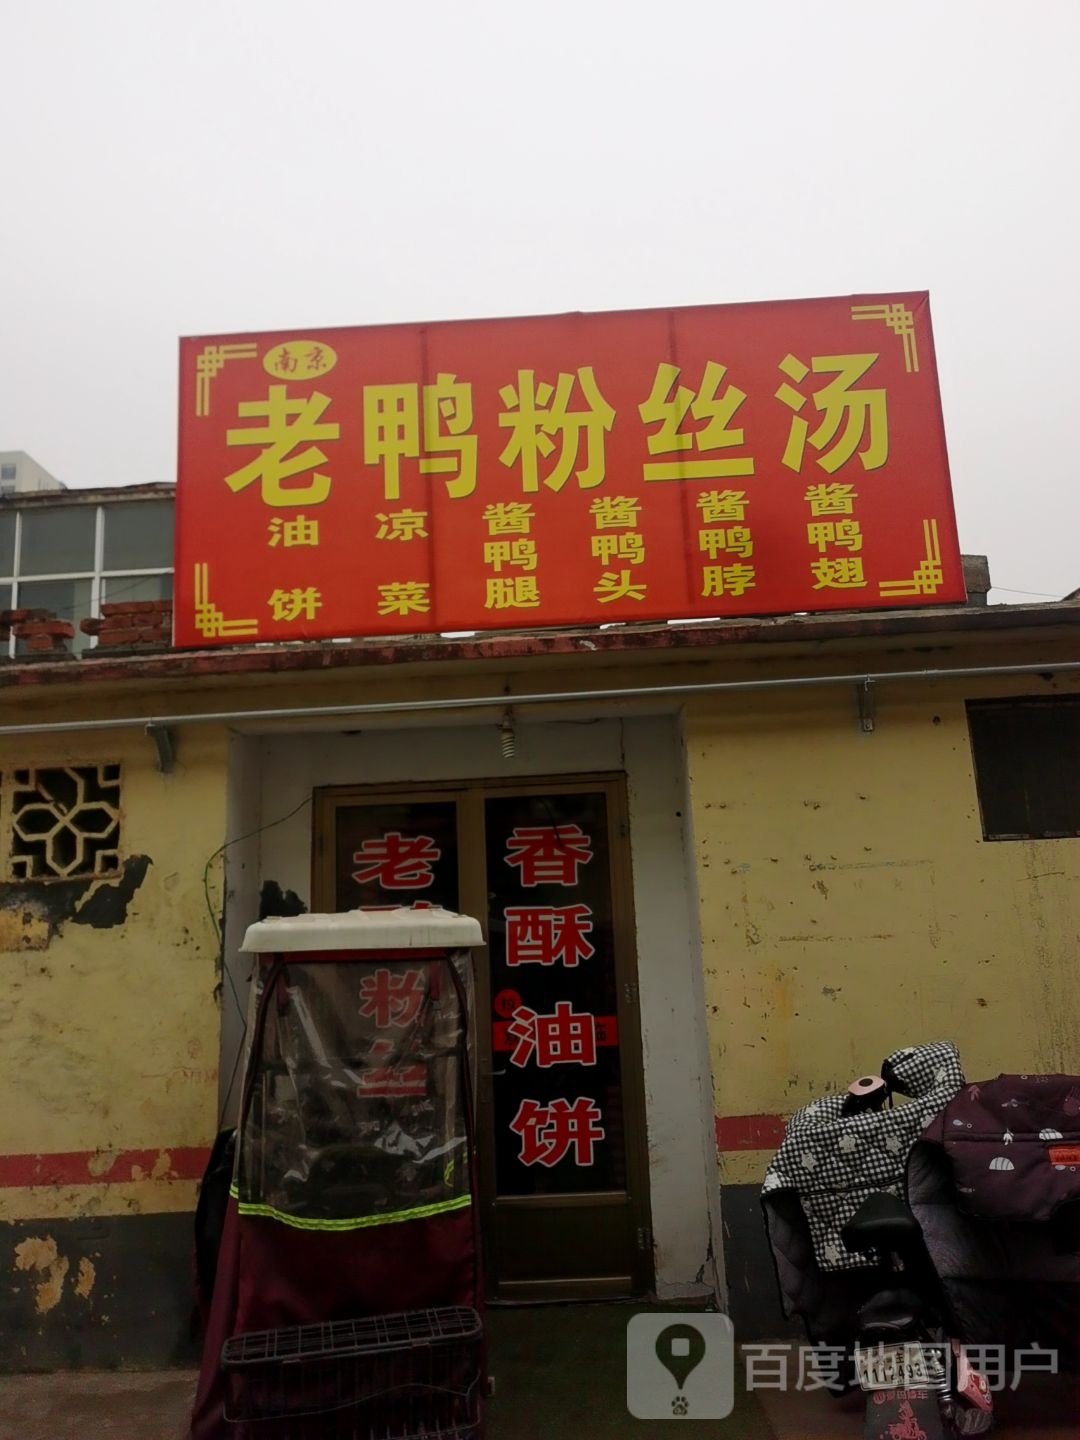 南京
老鸭粉丝汤
油饼
凉菜
酱鸭腿
酱鸭头
酱鸭脖
酱鸭翅
老
粉丝
香酥油饼
百度地图用户